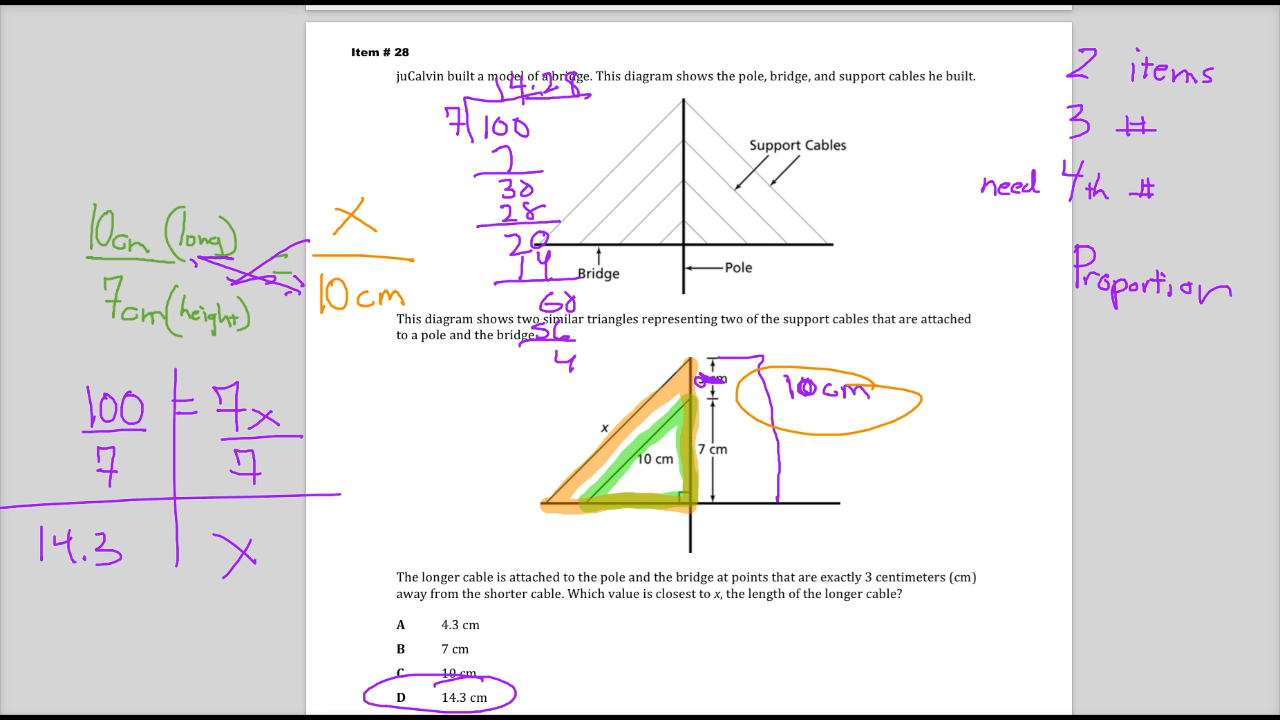 Item # 28
juCalvin built a model of a bridge. This diagram shows the pole, bridge, and support cables he built.
14.28
7 100
7
30
28
20
14
60
56
4
Support Cables
Bridge
Pole
2 items
3 #
need 4th #
Proportion
10cm (long)
7cm (height)
=
x
10cm
100 = 7x
7 7
14.3 x
This diagram shows two similar triangles representing two of the support cables that are attached
to a pole and the bridge.
10cm
x
10 cm
7 cm
The longer cable is attached to the pole and the bridge at points that are exactly 3 centimeters (cm)
away from the shorter cable. Which value is closest to x, the length of the longer cable?
A 4.3 cm
B 7 cm
C 10 cm
D 14.3 cm